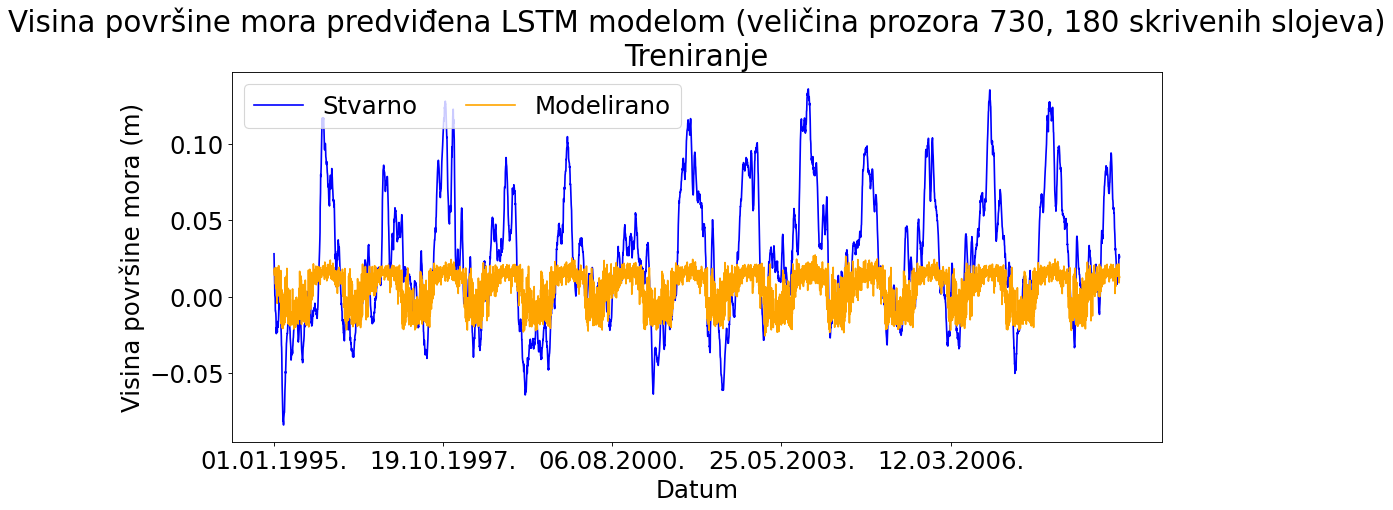 Visina površine mora predviđena LSTM modelom (veličina prozora 730, 180 skrivenih slojeva)
Treniranje
Stvarno
Modelirano
Visina površine mora (m)
0.10
0.05
0.00
−0.05
01.01.1995.
19.10.1997.
06.08.2000.
25.05.2003.
12.03.2006.
Datum